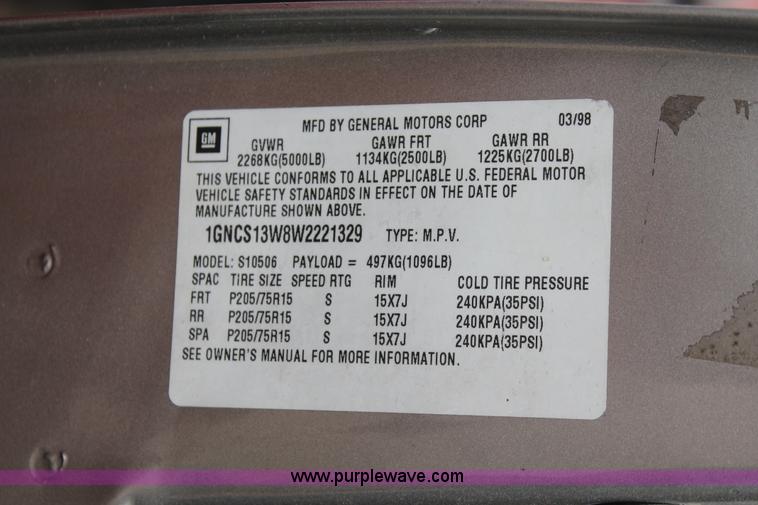 GM
MFD BY GENERAL MOTORS CORP 03/98
GVWR GAWR FRT GAWR RR
2268KG(5000LB) 1134KG(2500LB) 1225KG(2700LB)
THIS VEHICLE CONFORMS TO ALL APPLICABLE U.S. FEDERAL MOTOR
VEHICLE SAFETY STANDARDS IN EFFECT ON THE DATE OF
MANUFACTURE SHOWN ABOVE.
1GNCS13W8W2221329 TYPE: M.P.V.
MODEL: S10506 PAYLOAD = 497KG(1096LB)
SPAC TIRE SIZE SPEED RTG RIM COLD TIRE PRESSURE
FRT P205/75R15 S 15X7J 240KPA(35PSI)
RR P205/75R15 S 15X7J 240KPA(35PSI)
SPA P205/75R15 S 15X7J 240KPA(35PSI)
SEE OWNER'S MANUAL FOR MORE INFORMATION.
www.purplewave.com